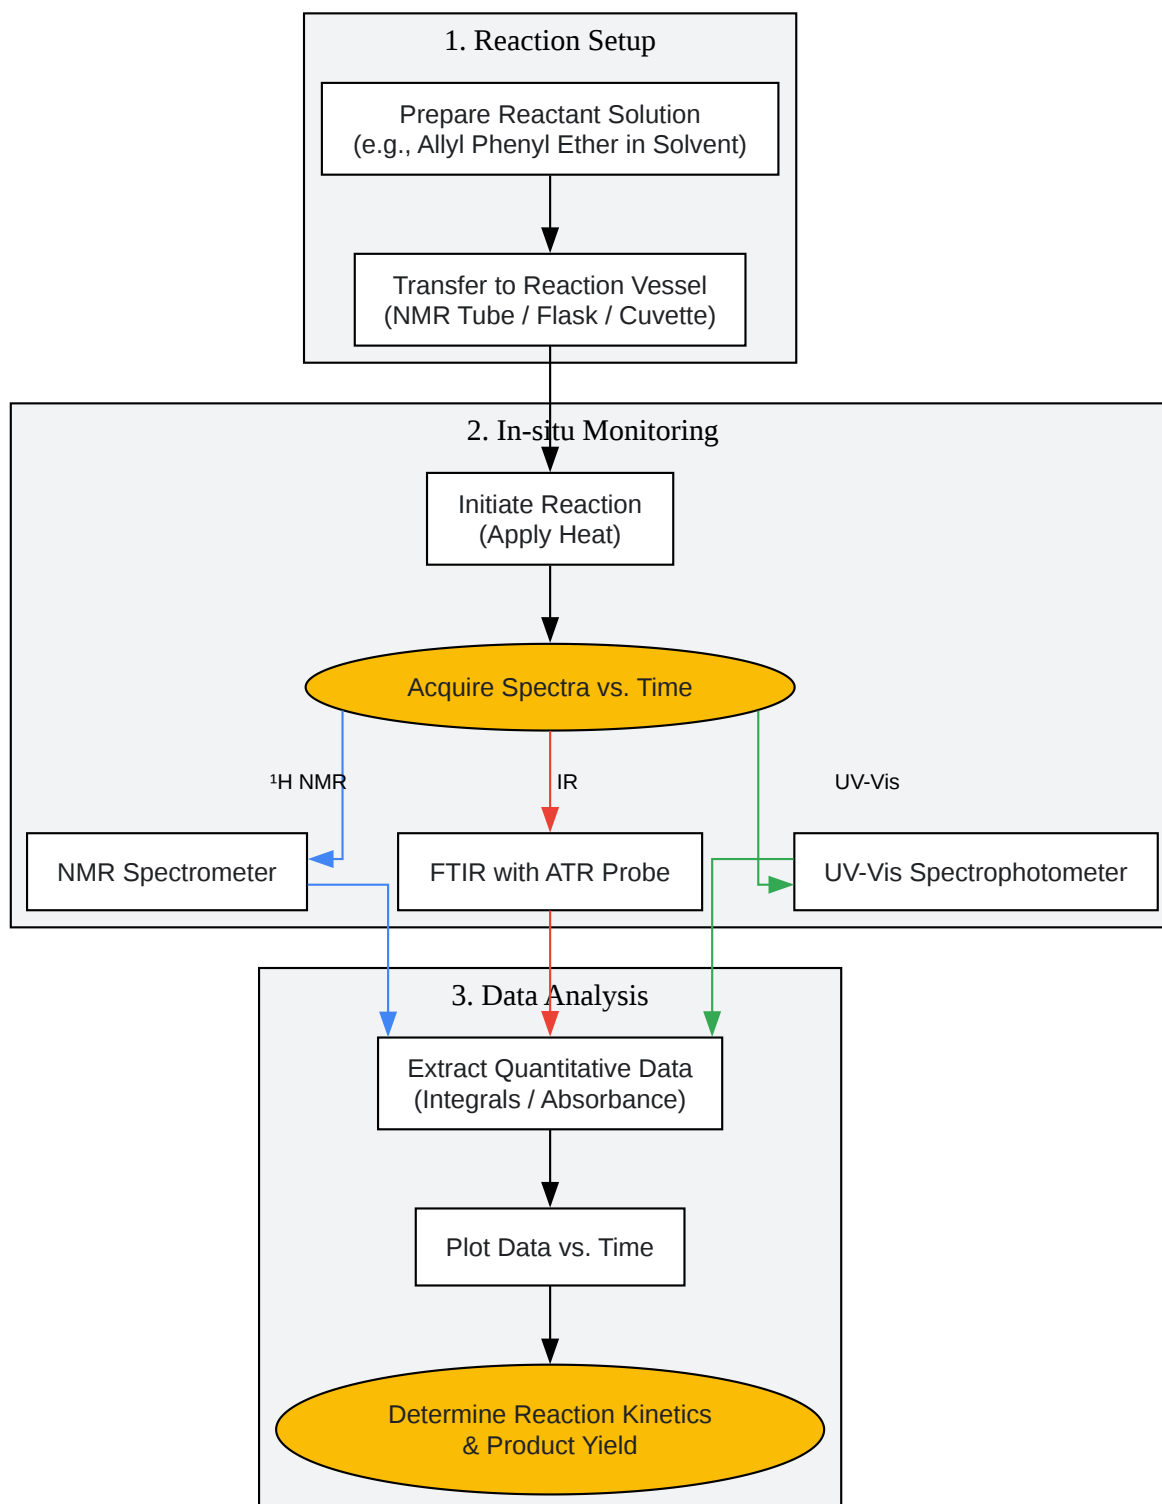 1. Reaction Setup
Prepare Reactant Solution
(e.g., Allyl Phenyl Ether in Solvent)
Transfer to Reaction Vessel
(NMR Tube / Flask / Cuvette)
2. In-situ Monitoring
Initiate Reaction
(Apply Heat)
Acquire Spectra vs. Time
¹H NMR
IR
UV-Vis
NMR Spectrometer
FTIR with ATR Probe
UV-Vis Spectrophotometer
3. Data Analysis
Extract Quantitative Data
(Integrals / Absorbance)
Plot Data vs. Time
Determine Reaction Kinetics
& Product Yield